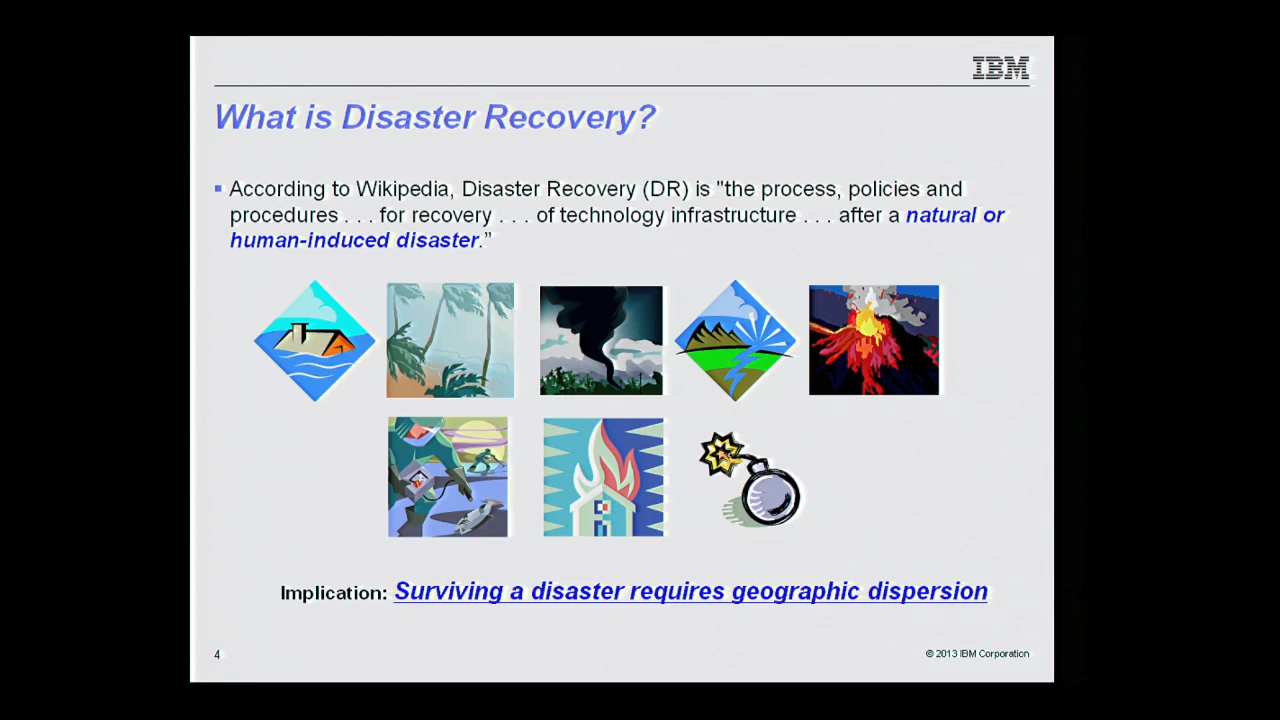 IBM
What is Disaster Recovery?
▪ According to Wikipedia, Disaster Recovery (DR) is "the process, policies and
procedures . . . for recovery . . . of technology infrastructure . . . after a natural or
human-induced disaster.”
Implication: Surviving a disaster requires geographic dispersion
4
© 2013 IBM Corporation